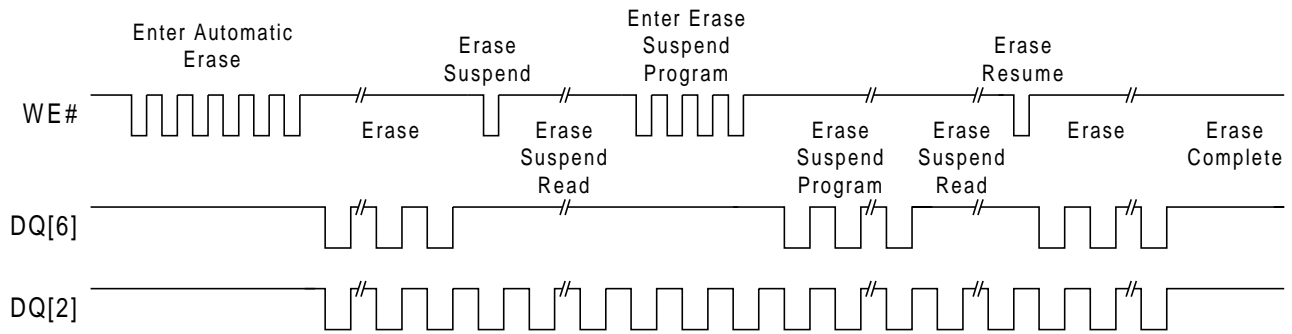 Enter Automatic
Erase
Erase
Suspend
Enter Erase
Suspend
Program
Erase
Resume
WE#
Erase
Erase
Suspend
Read
Erase
Suspend
Program
Erase
Suspend
Read
Erase
Erase
Complete
DQ[6]
DQ[2]